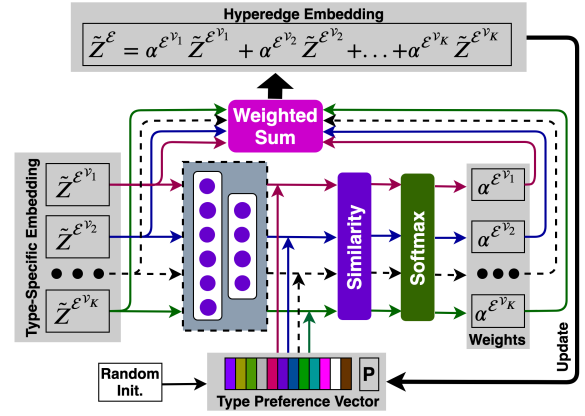 Hyperedge Embedding
Z̃^ℰ = α^{ℰ^{𝒱_1}} Z̃^{ℰ^{𝒱_1}} + α^{ℰ^{𝒱_2}} Z̃^{ℰ^{𝒱_2}} +...+ α^{ℰ^{𝒱_K}} Z̃^{ℰ^{𝒱_K}}
Weighted
Sum
Type-Specific Embedding
Z̃^{ℰ^{𝒱_1}}
Z̃^{ℰ^{𝒱_2}}
Z̃^{ℰ^{𝒱_K}}
Similarity
Softmax
α^{ℰ^{𝒱_1}}
α^{ℰ^{𝒱_2}}
α^{ℰ^{𝒱_K}}
Weights
Update
Random
Init.
P
Type Preference Vector